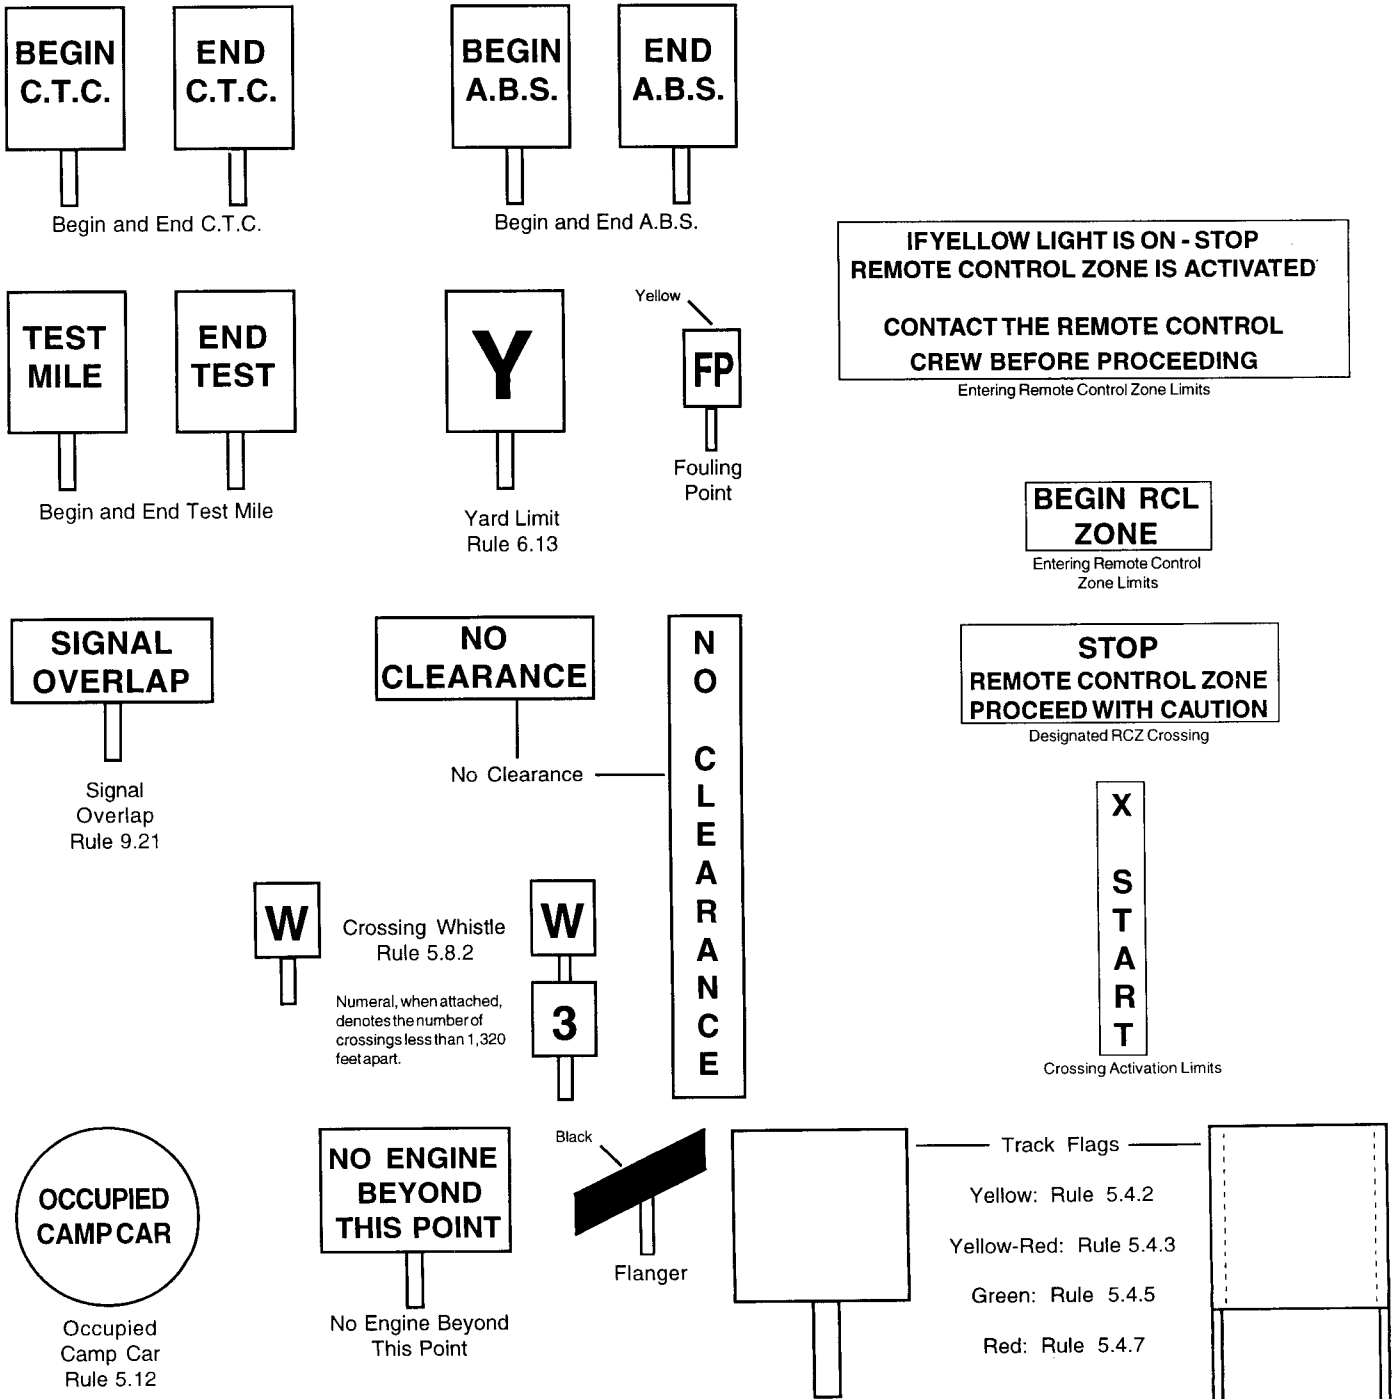 BEGIN
C.T.C.
END
C.T.C.
Begin and End C.T.C.
BEGIN
A.B.S.
END
A.B.S.
Begin and End A.B.S.
IF YELLOW LIGHT IS ON - STOP
REMOTE CONTROL ZONE IS ACTIVATED
CONTACT THE REMOTE CONTROL
CREW BEFORE PROCEEDING
Entering Remote Control Zone Limits
TEST
MILE
END
TEST
Begin and End Test Mile
Y
Yard Limit
Rule 6.13
Yellow
FP
Fouling
Point
BEGIN RCL
ZONE
Entering Remote Control
Zone Limits
SIGNAL
OVERLAP
Signal
Overlap
Rule 9.21
NO
CLEARANCE
No Clearance
N
O
C
L
E
A
R
A
N
C
E
STOP
REMOTE CONTROL ZONE
PROCEED WITH CAUTION
Designated RCZ Crossing
X
S
T
A
R
T
Crossing Activation Limits
W
Crossing Whistle
Rule 5.8.2
Numeral, when attached,
denotes the number of
crossings less than 1,320
feet apart.
W
3
OCCUPIED
CAMP CAR
Occupied
Camp Car
Rule 5.12
NO ENGINE
BEYOND
THIS POINT
No Engine Beyond
This Point
Black
Flanger
Track Flags
Yellow: Rule 5.4.2
Yellow-Red: Rule 5.4.3
Green: Rule 5.4.5
Red: Rule 5.4.7